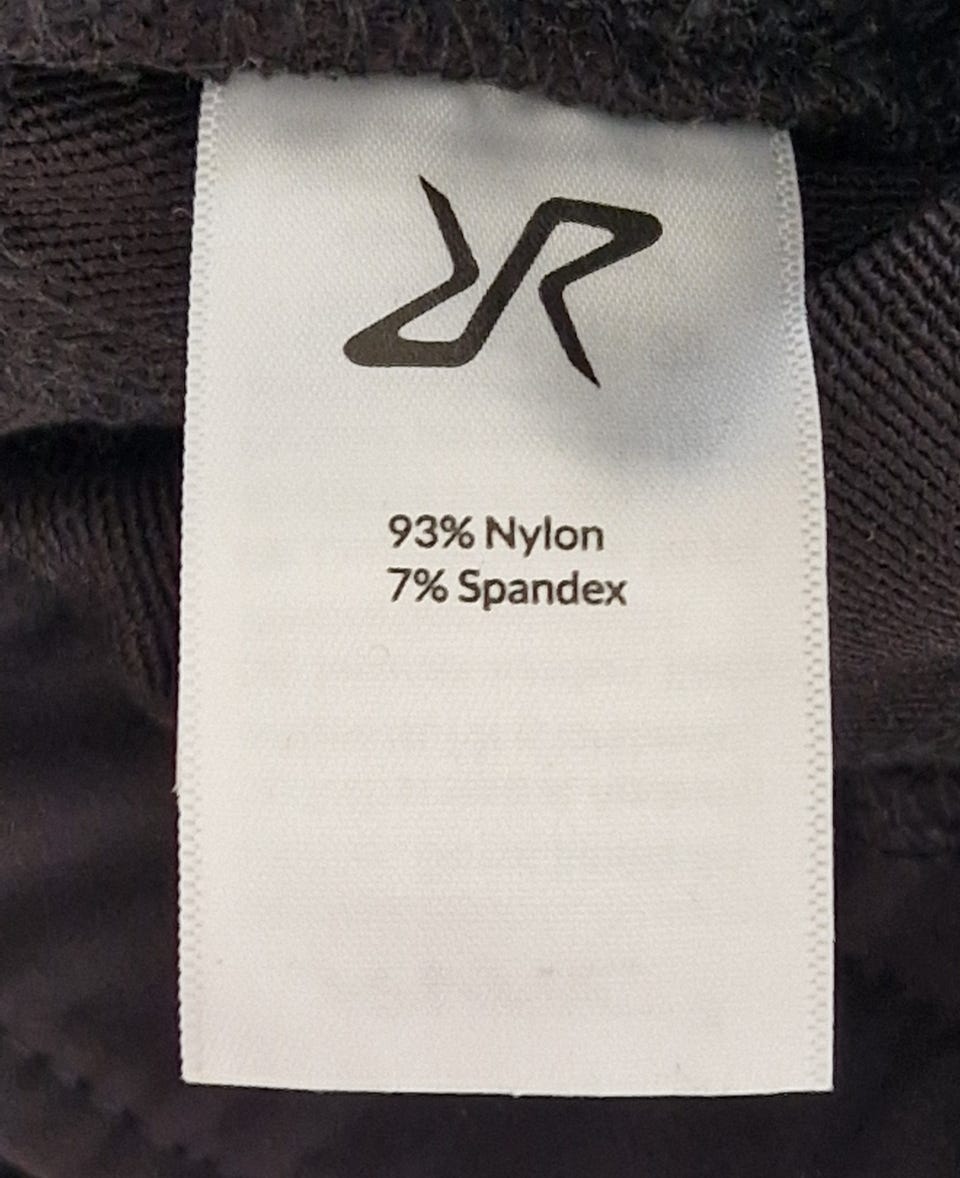 93% Nylon
7% Spandex